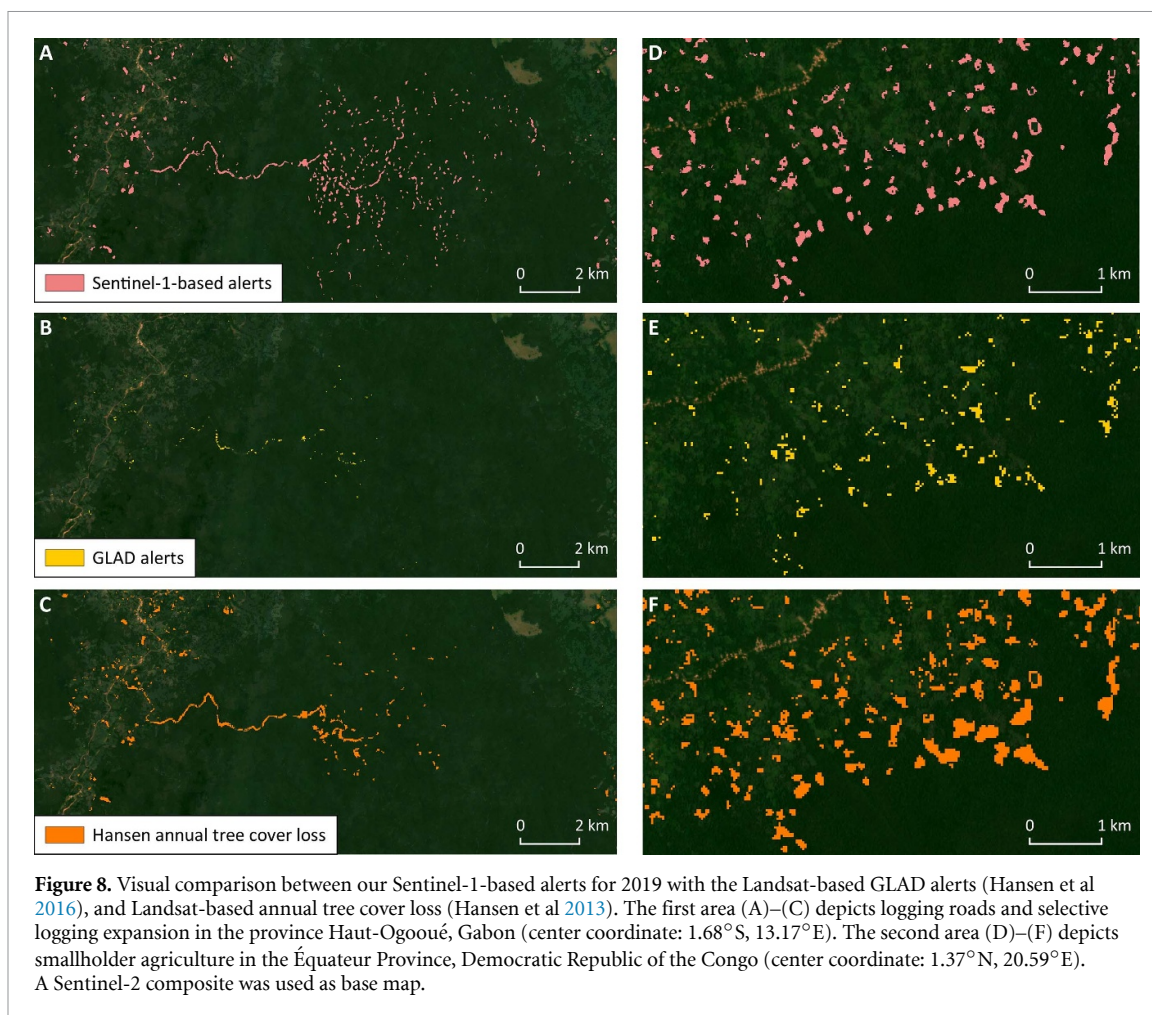 A
Sentinel-1-based alerts
0 2 km
D
0 1 km
B
GLAD alerts
0 2 km
E
0 1 km
C
Hansen annual tree cover loss
0 2 km
F
0 1 km
Figure 8. Visual comparison between our Sentinel-1-based alerts for 2019 with the Landsat-based GLAD alerts (Hansen et al
2016), and Landsat-based annual tree cover loss (Hansen et al 2013). The first area (A)–(C) depicts logging roads and selective
logging expansion in the province Haut-Ogooué, Gabon (center coordinate: 1.68°S, 13.17°E). The second area (D)–(F) depicts
smallholder agriculture in the Équateur Province, Democratic Republic of the Congo (center coordinate: 1.37°N, 20.59°E).
A Sentinel-2 composite was used as base map.